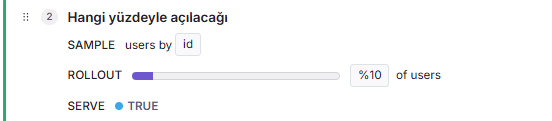 2 Hangi yüzdeyle açılacağı
SAMPLE users by id
ROLLOUT %10 of users
SERVE TRUE